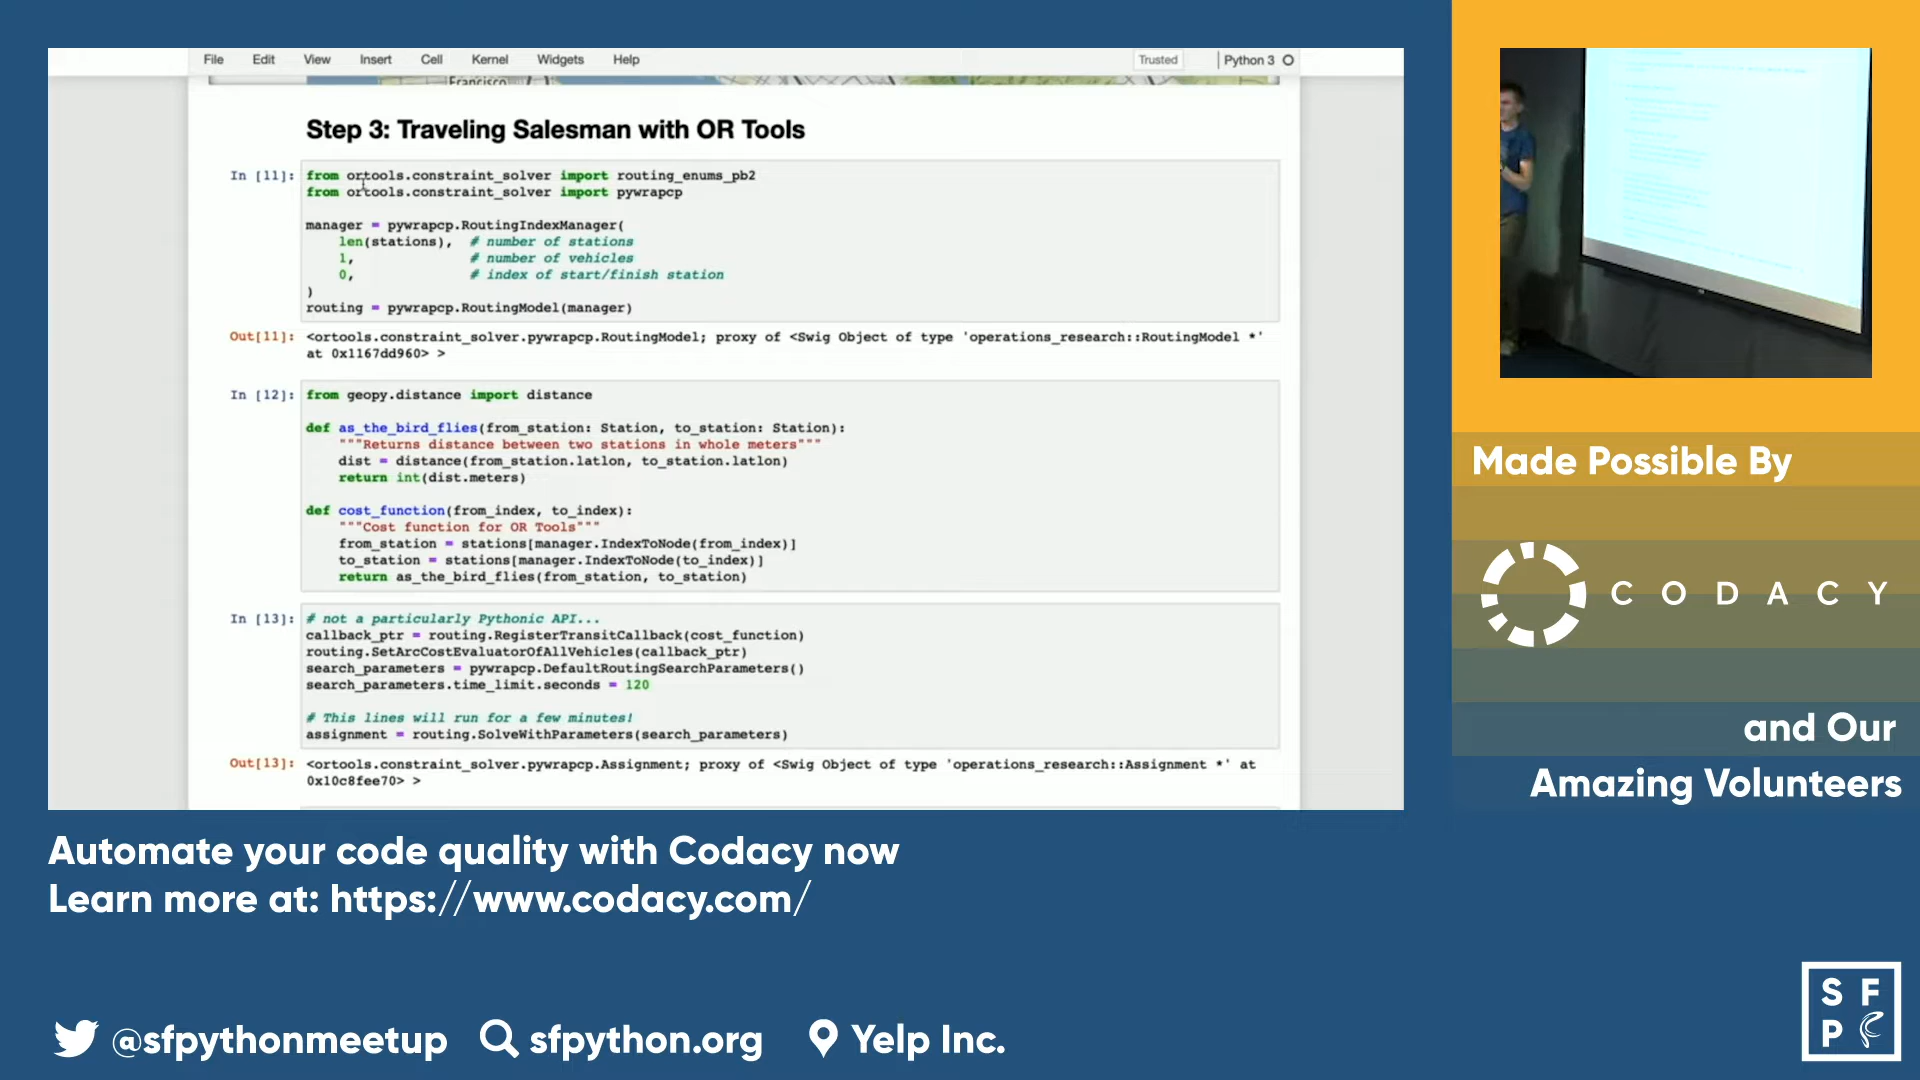 File Edit View Insert Cell Kernel Widgets Help Trusted Python 3
Francisco
Step 3: Traveling Salesman with OR Tools
In [11]: from ortools.constraint_solver import routing_enums_pb2
from ortools.constraint_solver import pywrapcp
manager = pywrapcp.RoutingIndexManager(
len(stations), # number of stations
1, # number of vehicles
0, # index of start/finish station
)
routing = pywrapcp.RoutingModel(manager)
Out[11]: <ortools.constraint_solver.pywrapcp.RoutingModel; proxy of <Swig Object of type 'operations_research::RoutingModel *'
at 0x1167dd960> >
In [12]: from geopy.distance import distance
def as_the_bird_flies(from_station: Station, to_station: Station):
"""Returns distance between two stations in whole meters"""
dist = distance(from_station.latlon, to_station.latlon)
return int(dist.meters)
def cost_function(from_index, to_index):
"""Cost function for OR Tools"""
from_station = stations[manager.IndexToNode(from_index)]
to_station = stations[manager.IndexToNode(to_index)]
return as_the_bird_flies(from_station, to_station)
In [13]: # not a particularly Pythonic API...
callback_ptr = routing.RegisterTransitCallback(cost_function)
routing.SetArcCostEvaluatorOfAllVehicles(callback_ptr)
search_parameters = pywrapcp.DefaultRoutingSearchParameters()
search_parameters.time_limit.seconds = 120
# This lines will run for a few minutes!
assignment = routing.SolveWithParameters(search_parameters)
Out[13]: <ortools.constraint_solver.pywrapcp.Assignment; proxy of <Swig Object of type 'operations_research::Assignment *' at
0x10c8fee70> >
Made Possible By
CODACY
and Our
Amazing Volunteers
Automate your code quality with Codacy now
Learn more at: https://www.codacy.com/
@sfpythonmeetup sfpython.org Yelp Inc.
SF
P